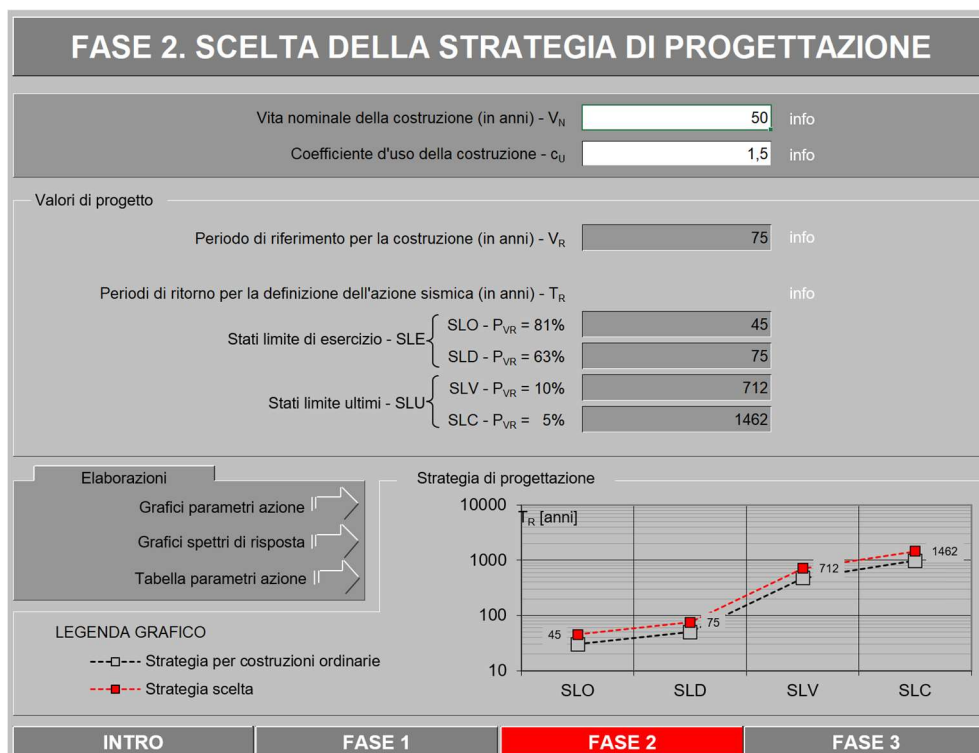 FASE 2. SCELTA DELLA STRATEGIA DI PROGETTAZIONE
Vita nominale della costruzione (in anni) - VN 50 info
Coefficiente d'uso della costruzione - cU 1,5 info
Valori di progetto
Periodo di riferimento per la costruzione (in anni) - VR 75 info
Periodi di ritorno per la definizione dell'azione sismica (in anni) - TR info
Stati limite di esercizio - SLE
SLO - PVR = 81% 45
SLD - PVR = 63% 75
Stati limite ultimi - SLU
SLV - PVR = 10% 712
SLC - PVR = 5% 1462
Elaborazioni
Grafici parametri azione
Grafici spettri di risposta
Tabella parametri azione
LEGENDA GRAFICO
Strategia per costruzioni ordinarie
Strategia scelta
Strategia di progettazione
TR [anni]
10000
1000
100
10
45
75
712
1462
SLO SLD SLV SLC
INTRO FASE 1 FASE 2 FASE 3